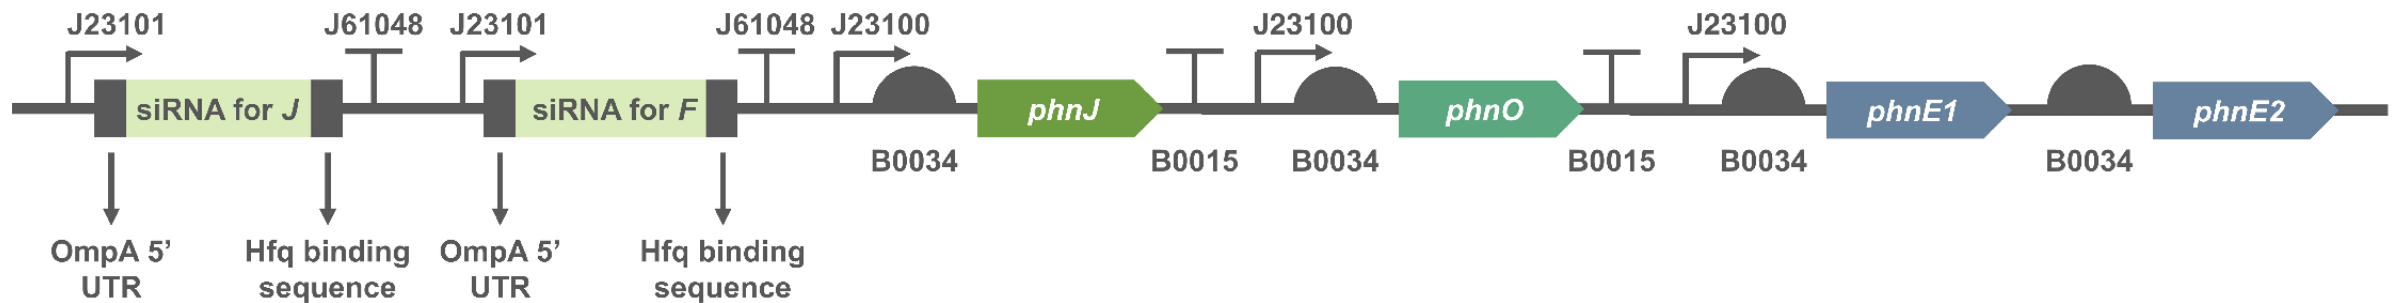 J23101 J61048 J23101 J61048 J23100 J23100 J23100
siRNA for J siRNA for F phnJ phnO phnE1 phnE2
B0034 B0015 B0034 B0015 B0034 B0034
OmpA 5’ Hfq binding OmpA 5’ Hfq binding
UTR sequence UTR sequence